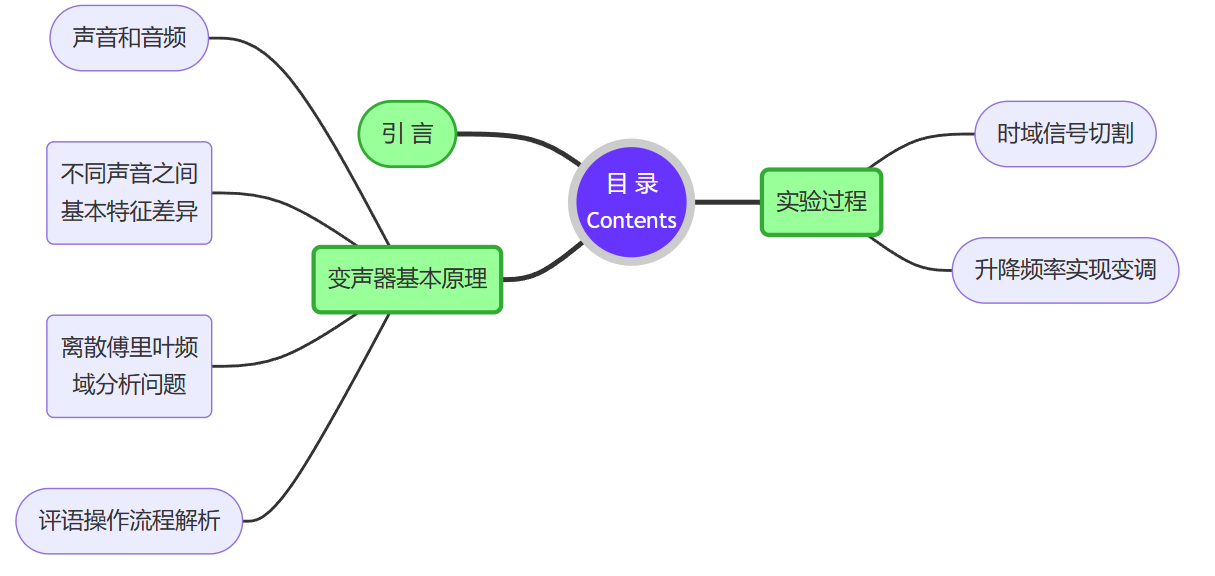 目 录
Contents
引 言
变声器基本原理
声音和音频
不同声音之间
基本特征差异
离散傅里叶频
域分析问题
评语操作流程解析
实验过程
时域信号切割
升降频率实现变调